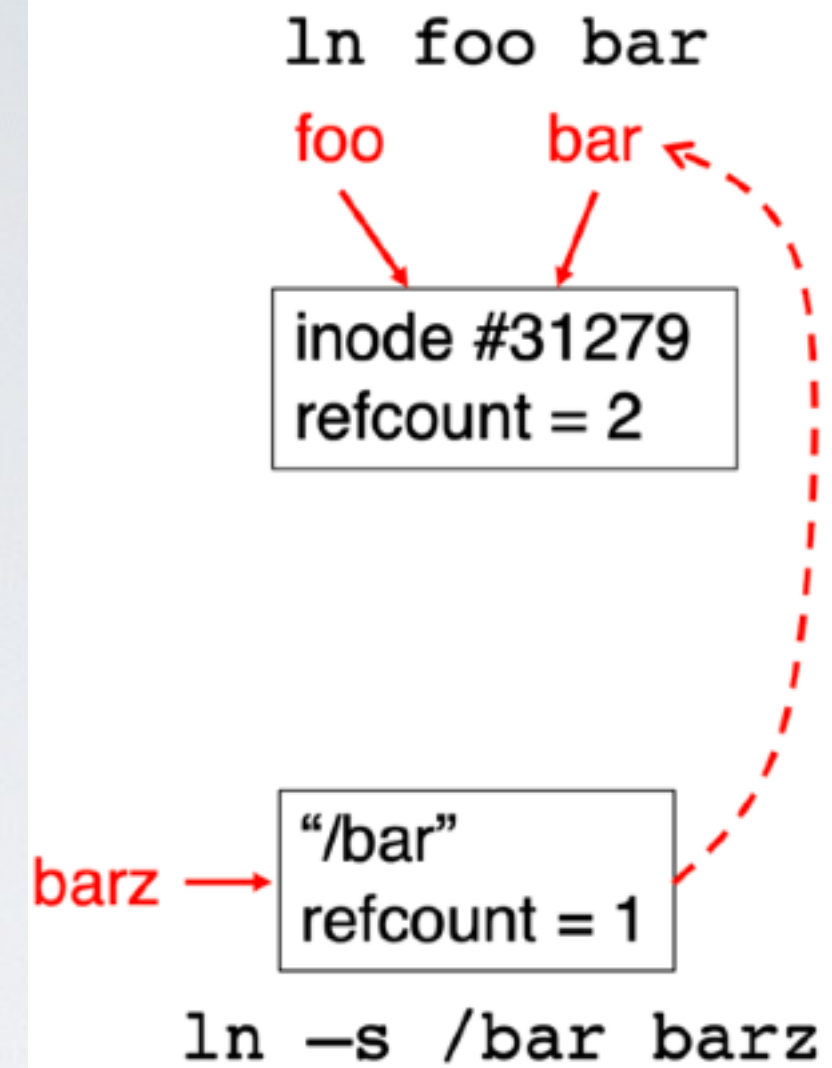 ln foo bar
foo bar
inode #31279
refcount = 2
“/bar”
barz
refcount = 1
ln –s /bar barz